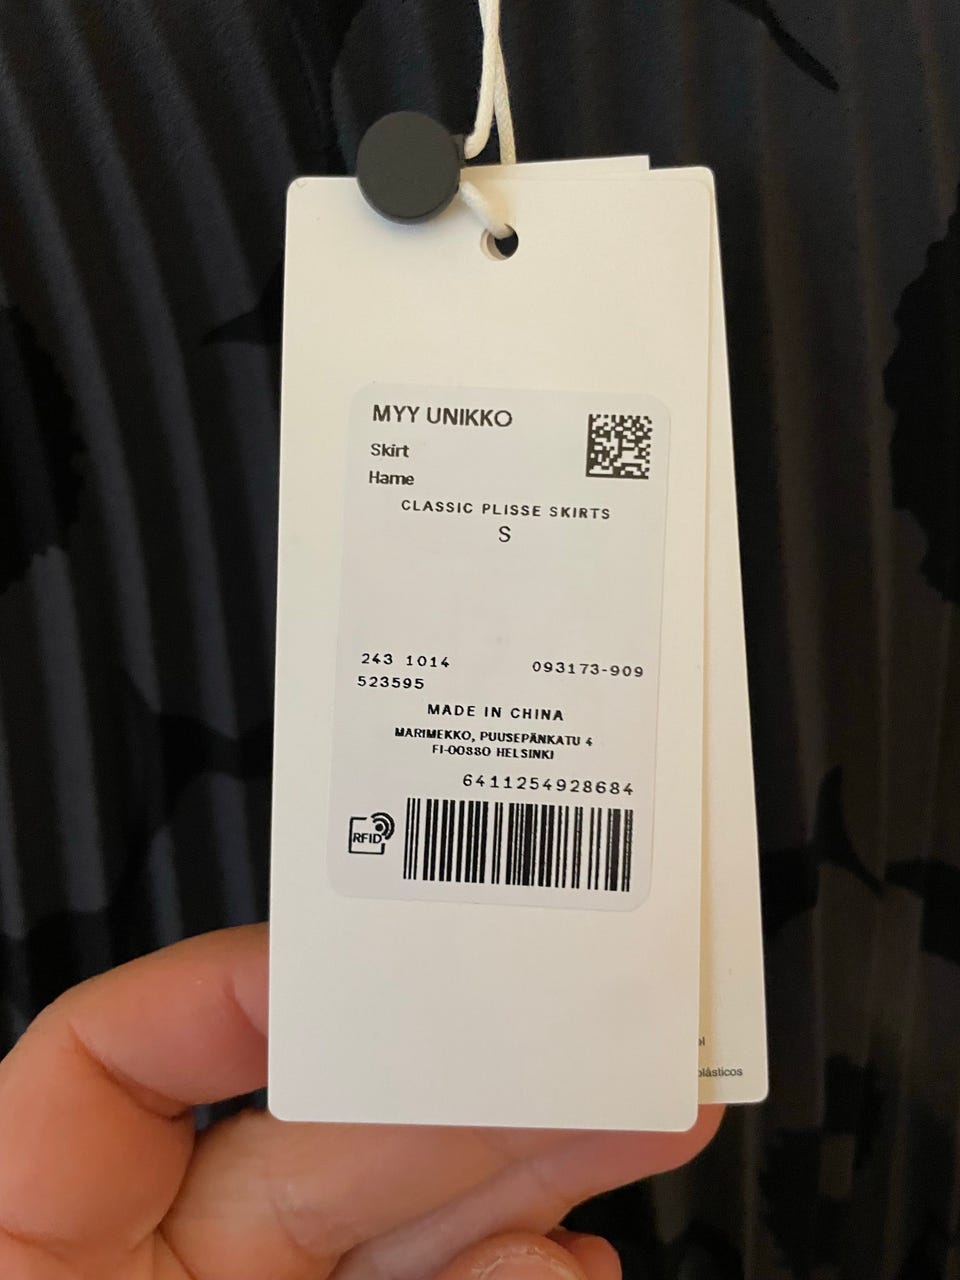 MYY UNIKKO
Skirt
Hame
CLASSIC PLISSE SKIRTS
S
243 1014
093173-909
523595
MADE IN CHINA
MARIMEKKO, PUUSEPÄNKATU 4
FI-00880 HELSINKI
6411254928684
RFID